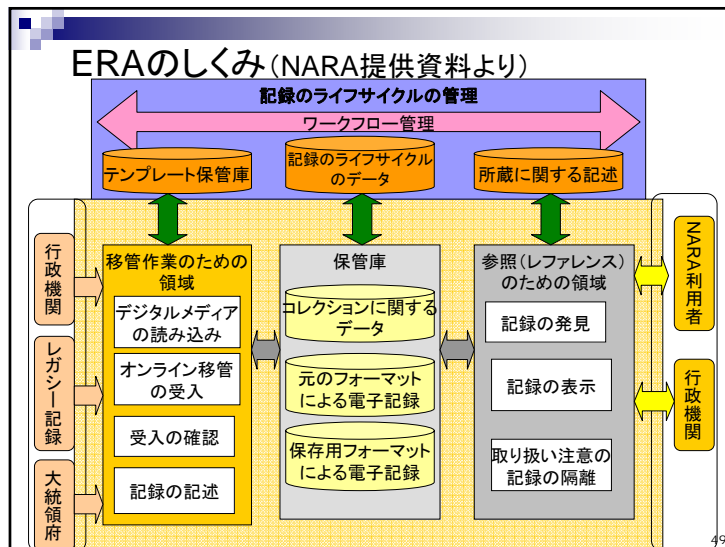 ERAのしくみ（NARA提供資料より）
記録のライフサイクルの管理
ワークフロー管理
テンプレート保管庫
記録のライフサイクル
のデータ
所蔵に関する記述
行政機関
レガシー記録
大統領府
移管作業のための
領域
デジタルメディア
の読み込み
オンライン移管
の受入
受入の確認
記録の記述
保管庫
コレクションに関する
データ
元のフォーマット
による電子記録
保存用フォーマット
による電子記録
参照（レファレンス）
のための領域
記録の発見
記録の表示
取り扱い注意の
記録の隔離
NARA利用者
行政機関
49